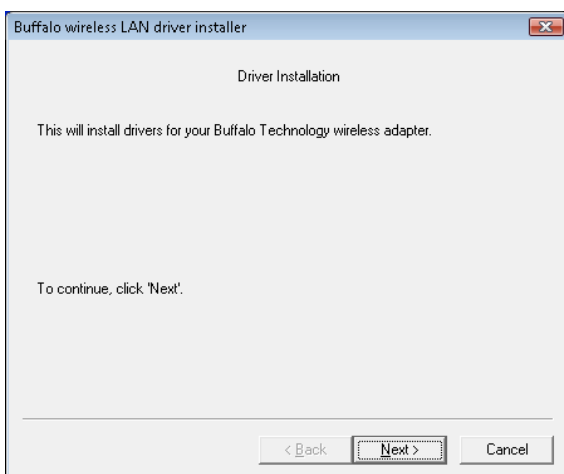 Buffalo wireless LAN driver installer
Driver Installation
This will install drivers for your Buffalo Technology wireless adapter.
To continue, click 'Next'.
< Back Next > Cancel